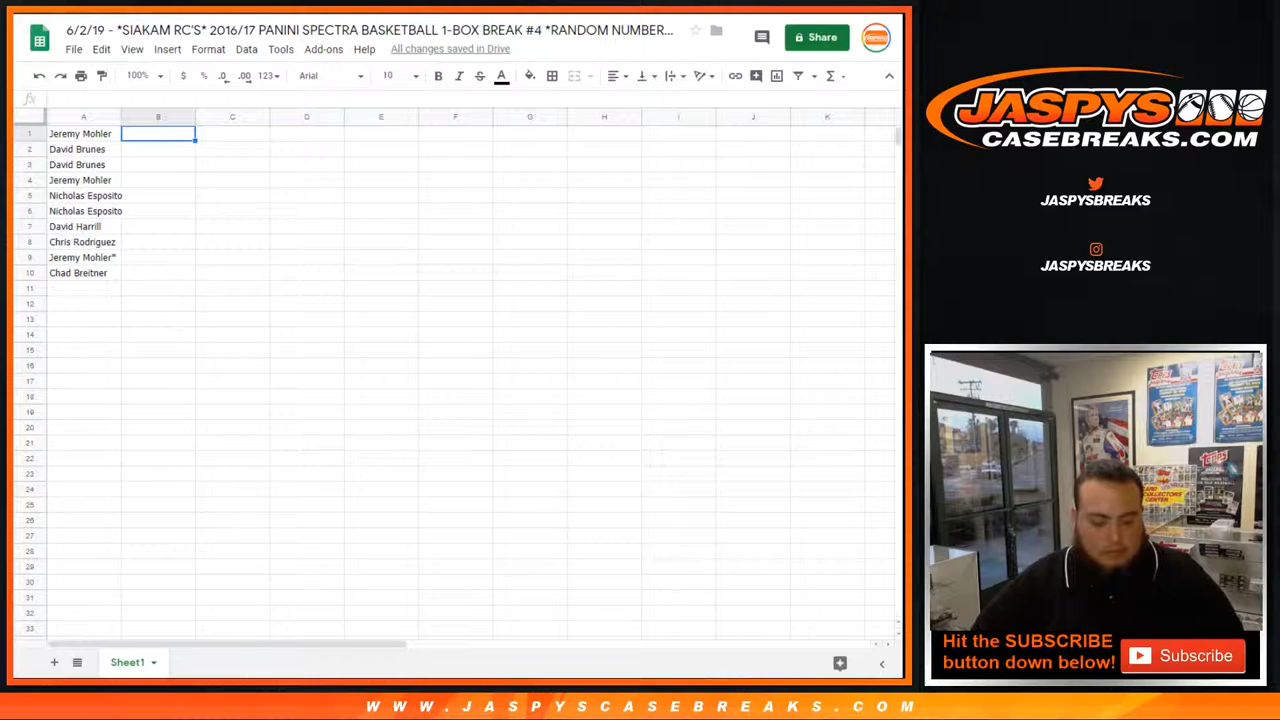 6/2/19 - *SIAKAM RC'S* 2016/17 PANINI SPECTRA BASKETBALL 1-BOX BREAK #4 *RANDOM NUMBER...
File Edit View Insert Format Data Tools Add-ons Help All changes saved in Drive
Share
100% $ % .0 .00 123 Arial 10 B I S A
fx
A B C D E F G H I J K
1 Jeremy Mohler
2 David Brunes
3 David Brunes
4 Jeremy Mohler
5 Nicholas Esposito
6 Nicholas Esposito
7 David Harrill
8 Chris Rodriguez
9 Jeremy Mohler*
10 Chad Breitner
11
12
13
14
15
16
17
18
19
20
21
22
23
24
25
26
27
28
29
30
31
32
33
Sheet1
JASPYS
CASEBREAKS.COM
JASPYSBREAKS
JASPYSBREAKS
Topps
CARD
COLLECTORS
CENTER
Hit the SUBSCRIBE
button down below!
Subscribe
WWW.JASPYSCASEBREAKS.COM